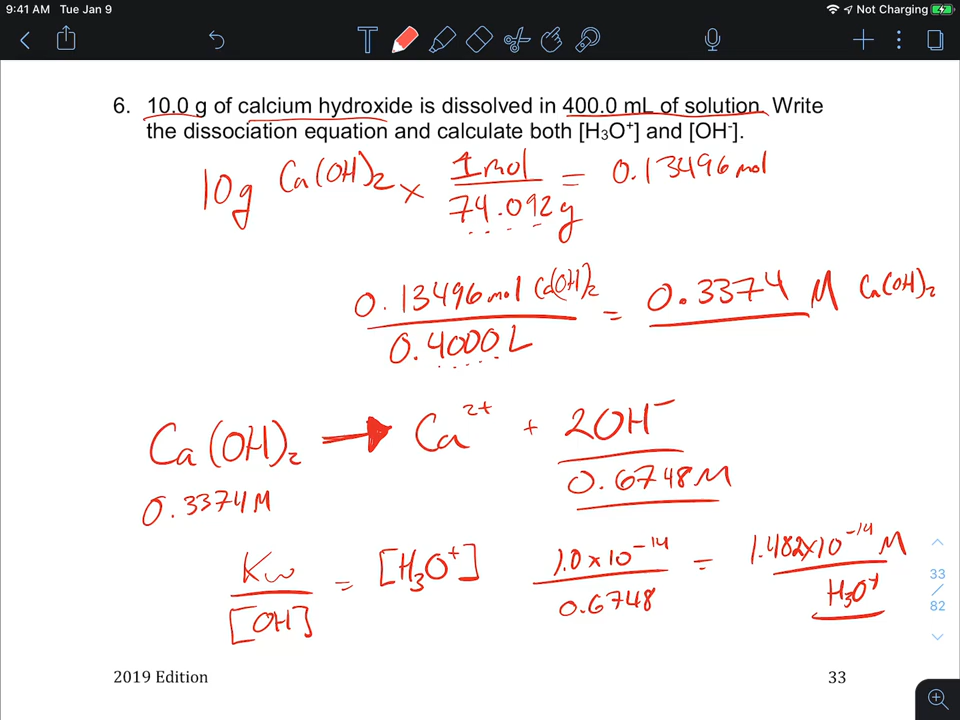 9:41 AM Tue Jan 9 Not Charging
T
6. 10.0 g of calcium hydroxide is dissolved in 400.0 mL of solution. Write
the dissociation equation and calculate both [H₃O⁺] and [OH⁻].
10g Ca(OH)₂ × 1mol / 74.092g = 0.13496 mol
0.13496 mol Ca(OH)₂ / 0.4000 L = 0.3374 M Ca(OH)₂
Ca(OH)₂ → Ca²⁺ + 2OH⁻
0.3374M 0.6748M
Kw / [OH] = [H₃O⁺] 1.0×10⁻¹⁴ / 0.6748 = 1.482×10⁻¹⁴ M H₃O⁺
33
/
82
2019 Edition 33